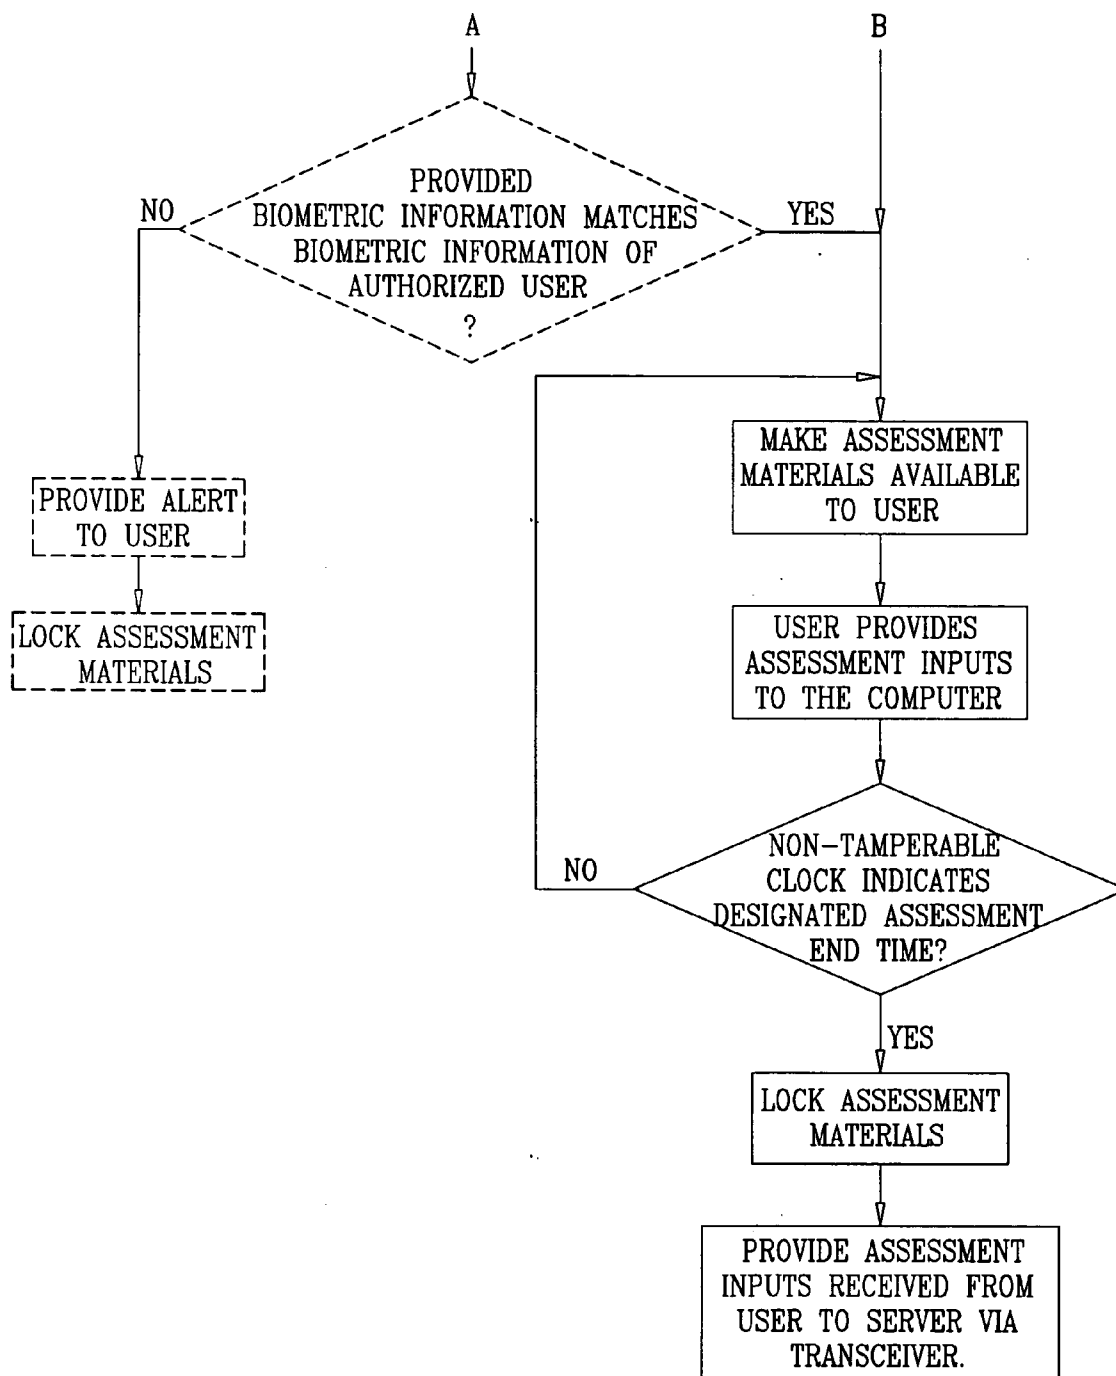 A
B
PROVIDED
BIOMETRIC INFORMATION MATCHES
BIOMETRIC INFORMATION OF
AUTHORIZED USER
?
NO
YES
PROVIDE ALERT
TO USER
LOCK ASSESSMENT
MATERIALS
MAKE ASSESSMENT
MATERIALS AVAILABLE
TO USER
USER PROVIDES
ASSESSMENT INPUTS
TO THE COMPUTER
NON-TAMPERABLE
CLOCK INDICATES
DESIGNATED ASSESSMENT
END TIME?
NO
YES
LOCK ASSESSMENT
MATERIALS
PROVIDE ASSESSMENT
INPUTS RECEIVED FROM
USER TO SERVER VIA
TRANSCEIVER.